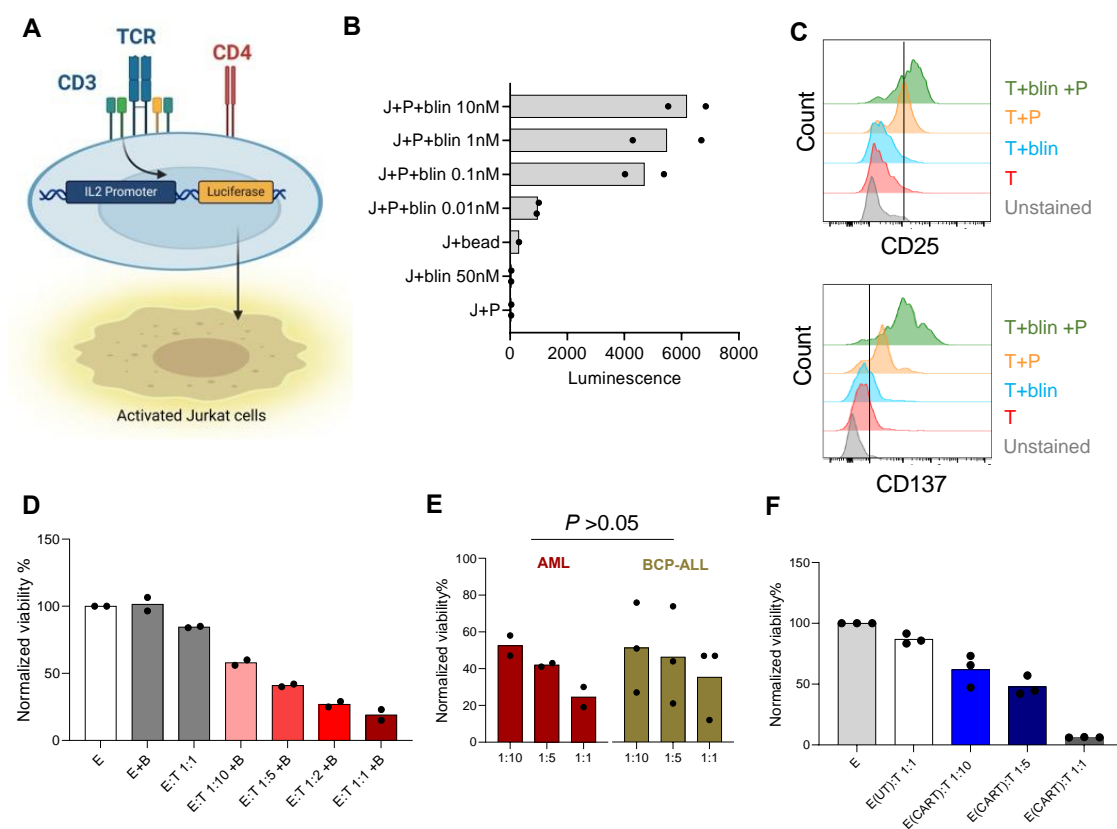 A
TCR
CD3
CD4
IL2 Promoter
Luciferase
Activated Jurkat cells
B
J+P+blin 10nM
J+P+blin 1nM
J+P+blin 0.1nM
J+P+blin 0.01nM
J+bead
J+blin 50nM
J+P
0 2000 4000 6000 8000
Luminescence
C
Count
T+blin +P
T+P
T+blin
T
Unstained
CD25
Count
T+blin +P
T+P
T+blin
T
Unstained
CD137
D
Normalized viability %
150
100
50
0
E
E+B
E:T 1:1
E:T 1:10 +B
E:T 1:5 +B
E:T 1:2 +B
E:T 1:1 +B
E
P >0.05
AML
BCP-ALL
Normalized viability%
100
80
60
40
20
0
1:10 1:5 1:1 1:10 1:5 1:1
F
Normalized viability%
150
100
50
0
E
E(UT):T 1:1
E(CART):T 1:10
E(CART):T 1:5
E(CART):T 1:1